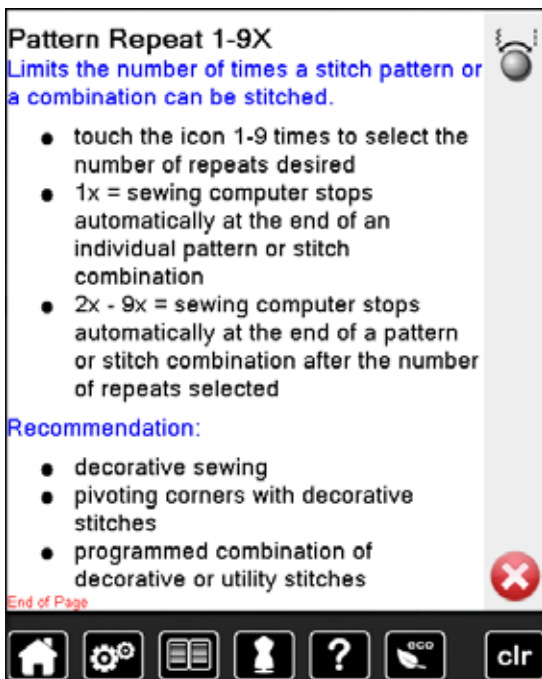 Pattern Repeat 1-9X
Limits the number of times a stitch pattern or
a combination can be stitched.
● touch the icon 1-9 times to select the
number of repeats desired
● 1x = sewing computer stops
automatically at the end of an
individual pattern or stitch
combination
● 2x - 9x = sewing computer stops
automatically at the end of a pattern
or stitch combination after the number
of repeats selected
Recommendation:
● decorative sewing
● pivoting corners with decorative
stitches
● programmed combination of
decorative or utility stitches
End of Page
? eco clr